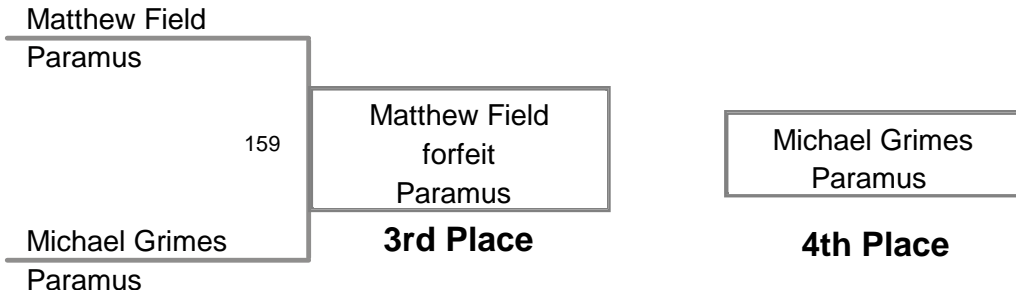 Matthew Field
Paramus
159
Matthew Field
forfeit
Paramus
3rd Place
Michael Grimes
Paramus
Michael Grimes
Paramus
4th Place